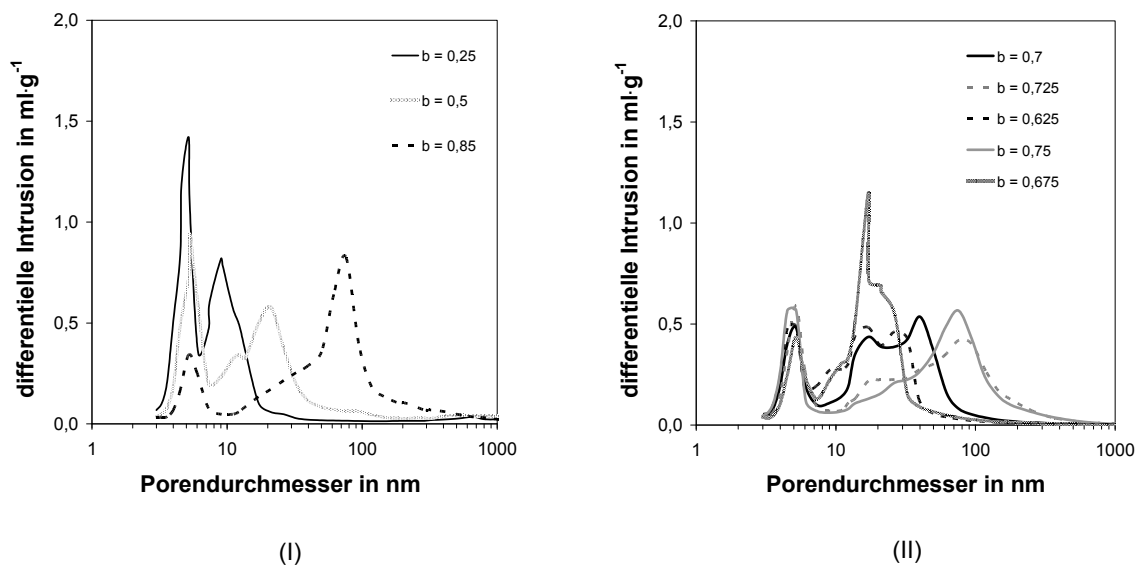 differentielle Intrusion in ml·g⁻¹
2,0
1,5
1,0
0,5
0,0
b = 0,25
b = 0,5
b = 0,85
1 10 100 1000
Porendurchmesser in nm
(I)
differentielle Intrusion in ml·g⁻¹
2,0
1,5
1,0
0,5
0,0
b = 0,7
b = 0,725
b = 0,625
b = 0,75
b = 0,675
1 10 100 1000
Porendurchmesser in nm
(II)